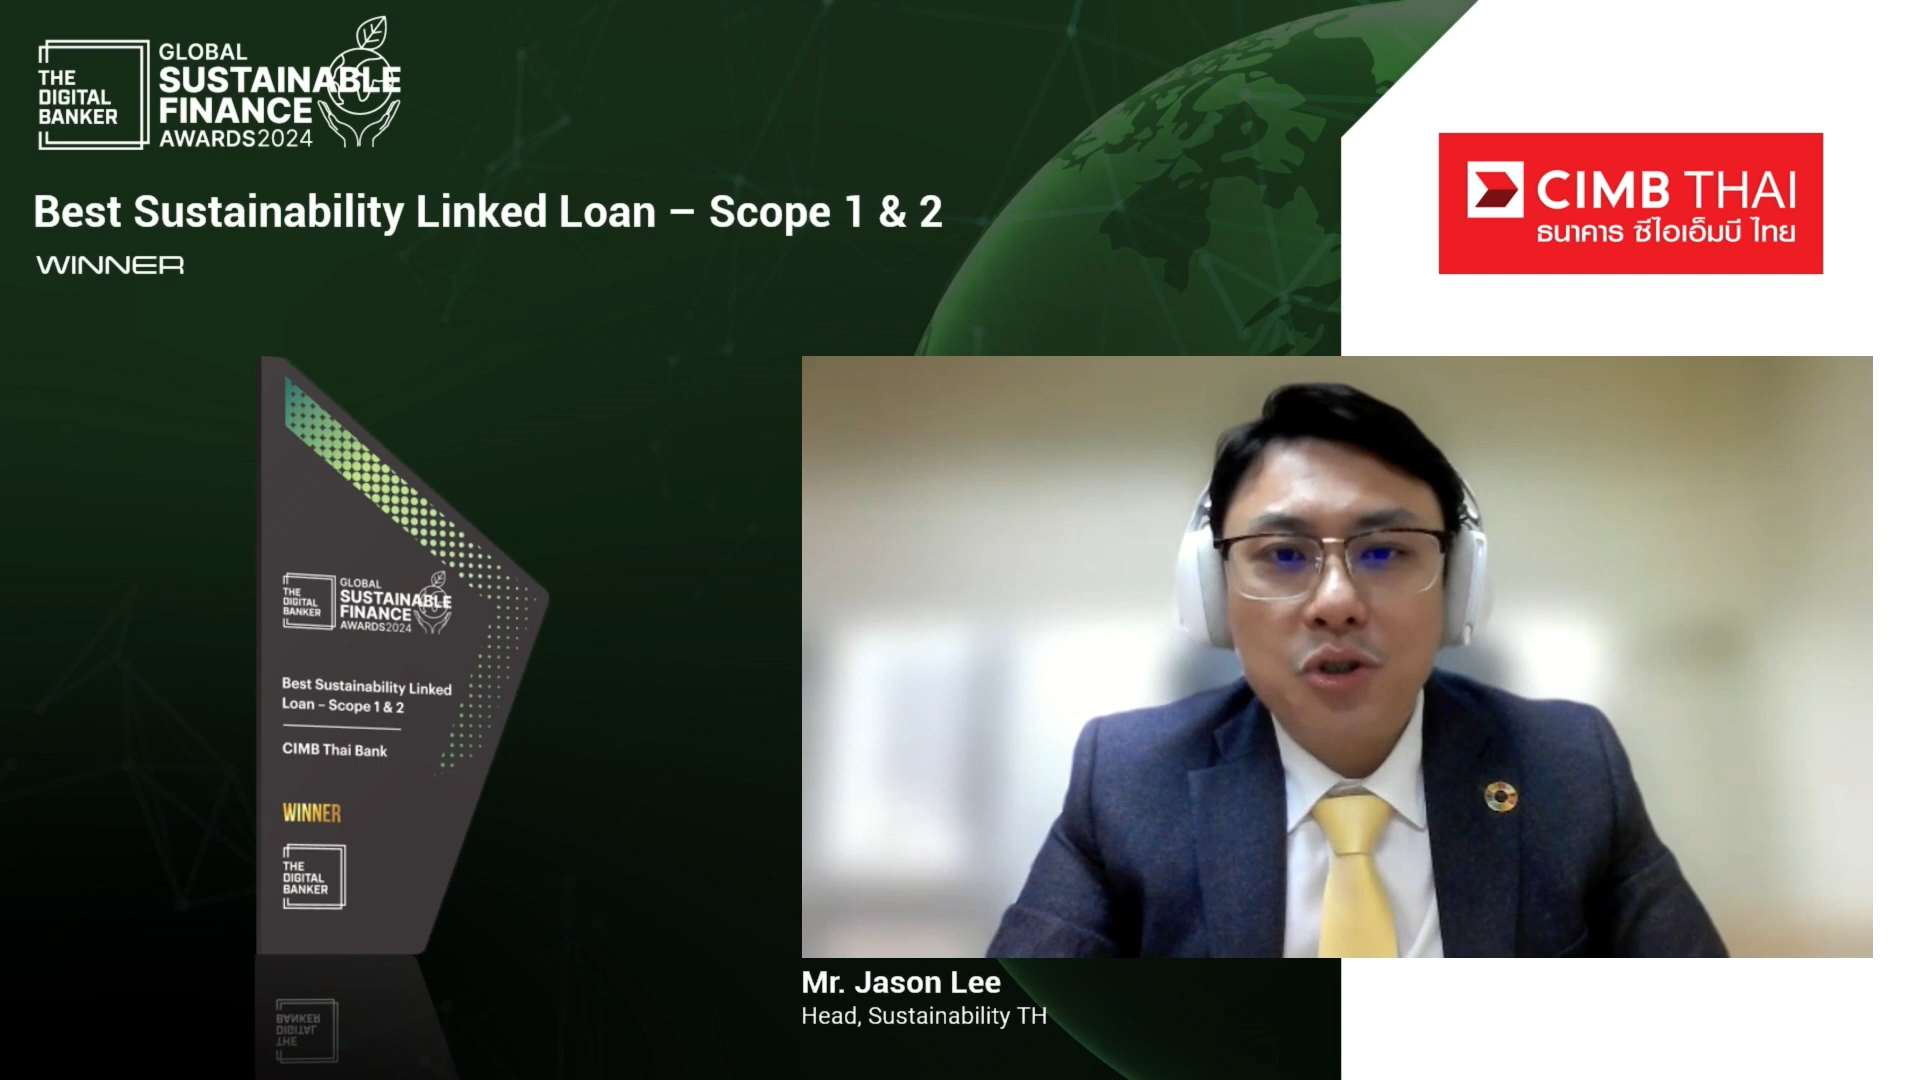 THE
DIGITAL
BANKER
GLOBAL
SUSTAINABLE
FINANCE
AWARDS2024
Best Sustainability Linked Loan – Scope 1 & 2
WINNER
CIMB THAI
ธนาคาร ซีไอเอ็มบี ไทย
THE
DIGITAL
BANKER
GLOBAL
SUSTAINABLE
FINANCE
AWARDS2024
Best Sustainability Linked
Loan – Scope 1 & 2
CIMB Thai Bank
WINNER
THE
DIGITAL
BANKER
Mr. Jason Lee
Head, Sustainability TH
BANKER
DIGITAL
THE